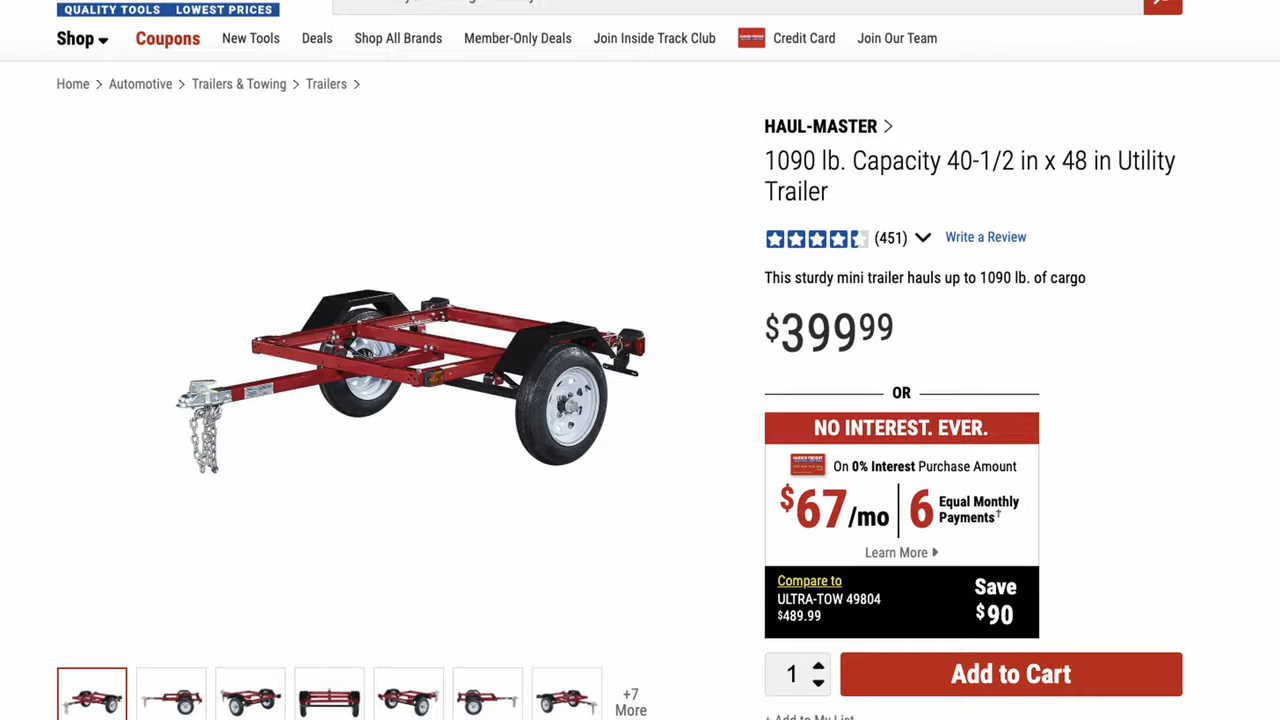 QUALITY TOOLS LOWEST PRICES
Shop Coupons New Tools Deals Shop All Brands Member-Only Deals Join Inside Track Club Credit Card Join Our Team
Home > Automotive > Trailers & Towing > Trailers >
HAUL-MASTER >
1090 lb. Capacity 40-1/2 in x 48 in Utility
Trailer
(451) Write a Review
This sturdy mini trailer hauls up to 1090 lb. of cargo
$399 99
OR
NO INTEREST. EVER.
On 0% Interest Purchase Amount
$67/mo | 6 Equal Monthly
Payments†
Learn More
Compare to
ULTRA-TOW 49804
$489.99
Save
$90
1
Add to Cart
+7
More
+ Add to My List